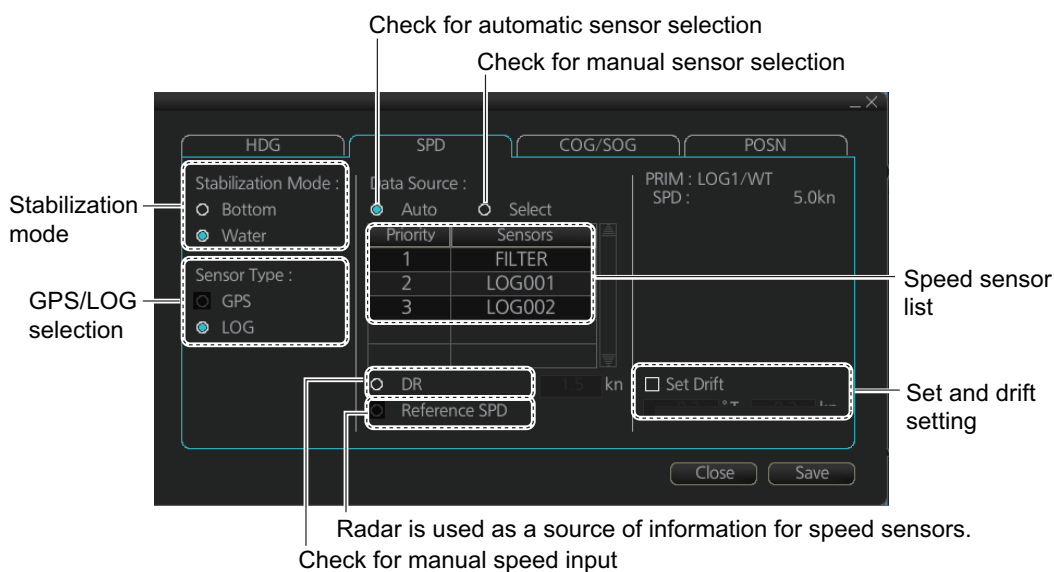 Check for automatic sensor selection
Check for manual sensor selection
HDG
SPD
COG/SOG
POSN
Stabilization mode
Stabilization Mode :
Bottom
Water
GPS/LOG selection
Sensor Type :
GPS
LOG
Data Source :
Auto
Select
Priority Sensors
1 FILTER
2 LOG001
3 LOG002
DR
1.5 kn
Reference SPD
PRIM : LOG1/WT
SPD : 5.0kn
Speed sensor list
Set Drift
Set and drift setting
Close
Save
Radar is used as a source of information for speed sensors.
Check for manual speed input